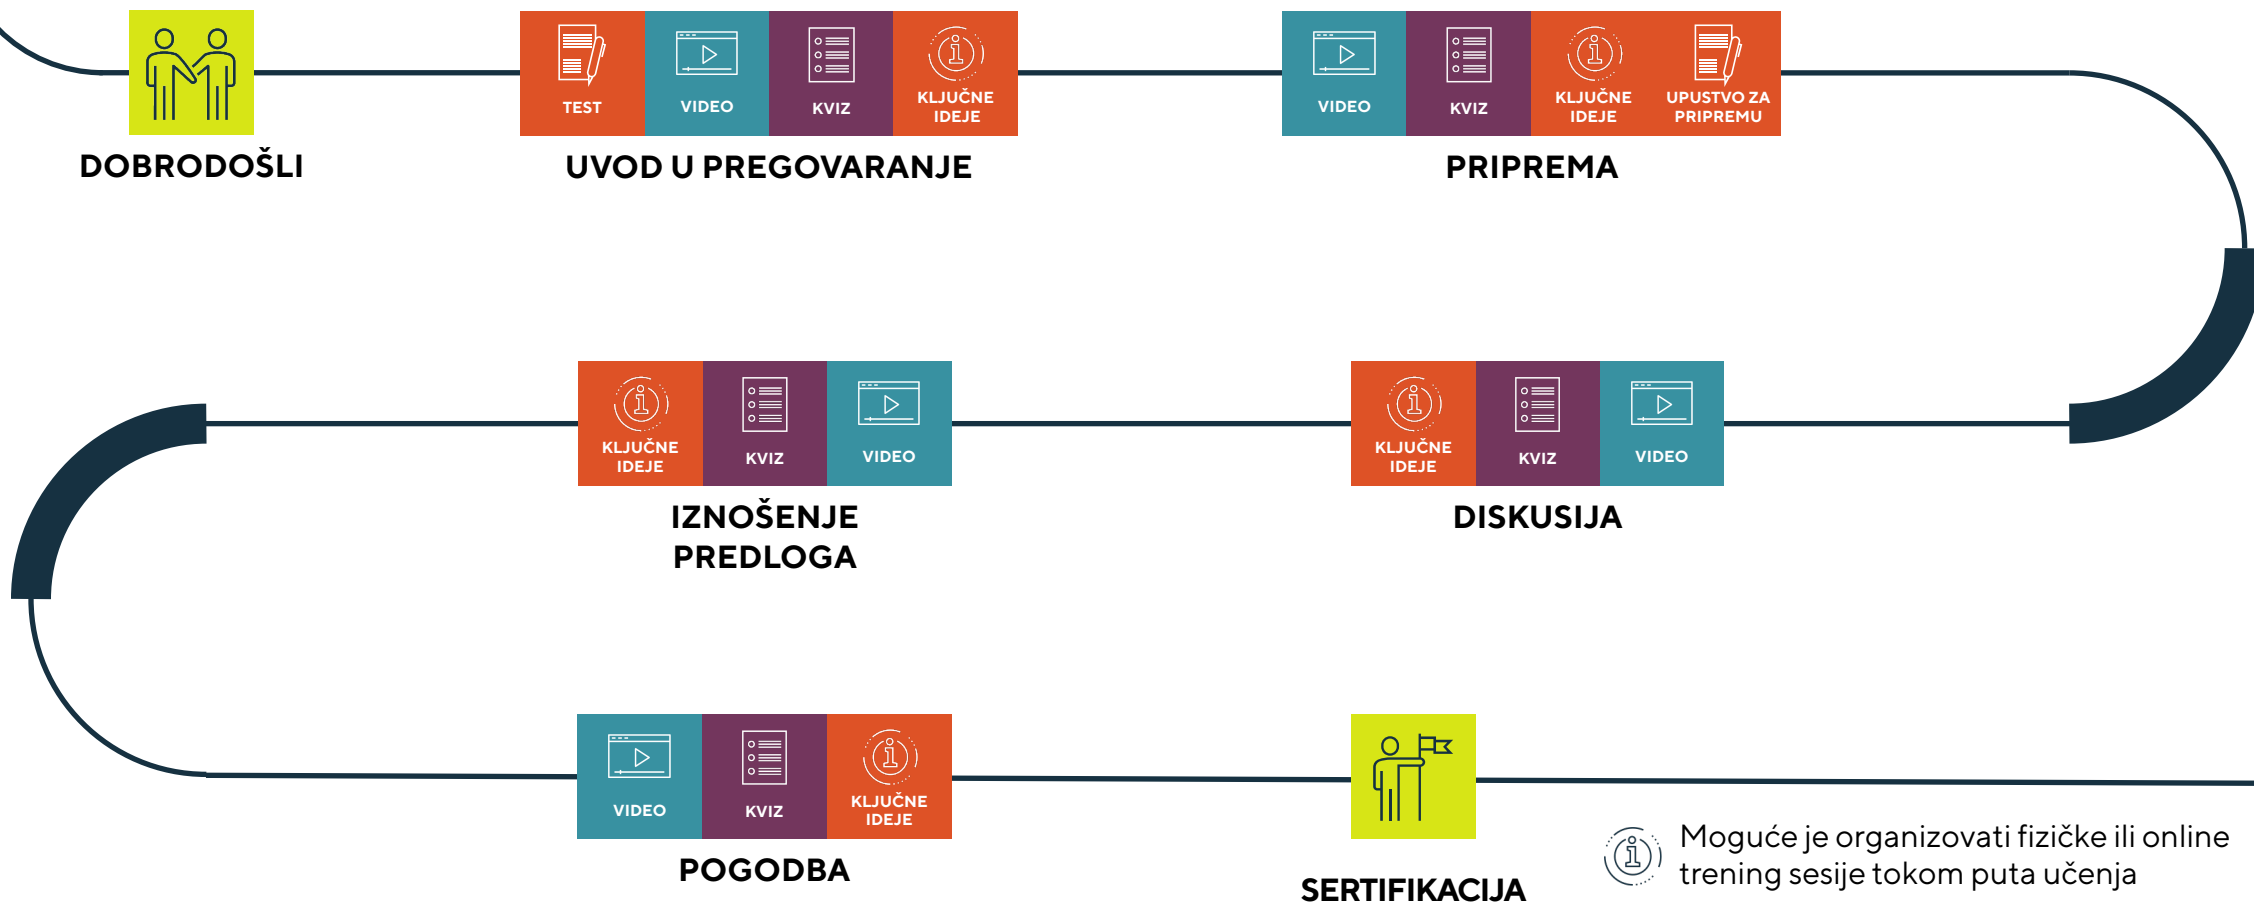 TEST
VIDEO
KVIZ
KLJUČNE
IDEJE
UVOD U PREGOVARANJE
DOBRODOŠLI
VIDEO
KVIZ
KLJUČNE
IDEJE
UPUSTVO ZA
PRIPREMU
PRIPREMA
KLJUČNE
IDEJE
KVIZ
VIDEO
DISKUSIJA
KLJUČNE
IDEJE
KVIZ
VIDEO
IZNOŠENJE
PREDLOGA
VIDEO
KVIZ
KLJUČNE
IDEJE
POGODBA
SERTIFIKACIJA
Moguće je organizovati fizičke ili online
trening sesije tokom puta učenja